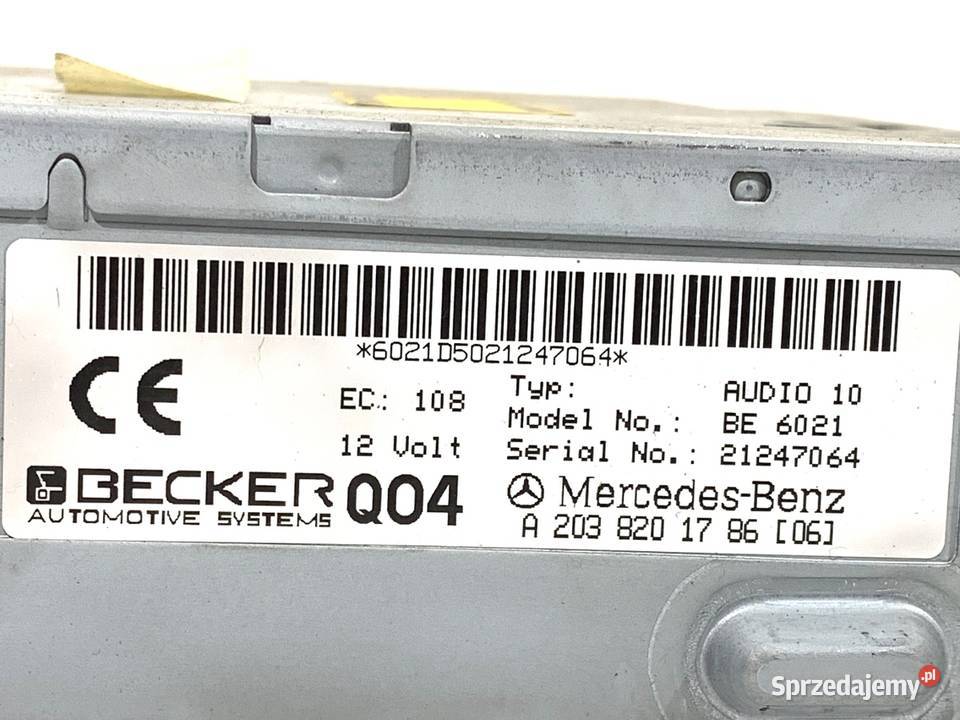 *6021D5021247064*
CE
EC: 108
Typ: AUDIO 10
Model No.: BE 6021
12 Volt
Serial No.: 21247064
BECKER
AUTOMOTIVE SYSTEMS
Q04
Mercedes-Benz
A 203 820 17 86 [06]
Sprzedajemy.pl